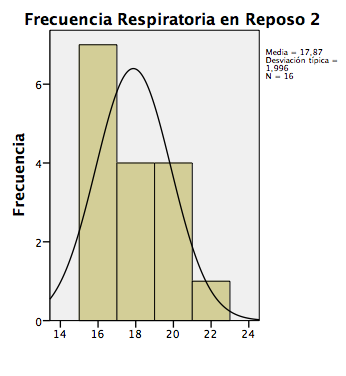 Frecuencia Respiratoria en Reposo 2
Media = 17,87
Desviación típica =
1,996
N = 16
Frecuencia
6
4
2
0
14 16 18 20 22 24